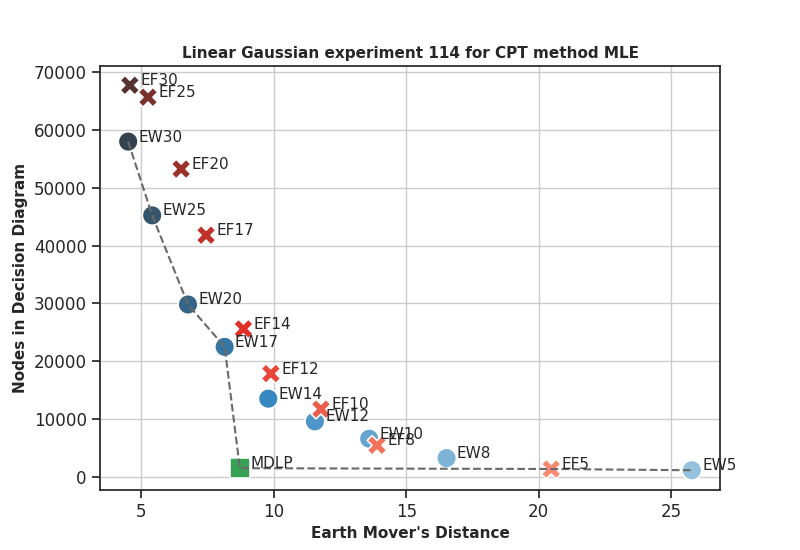 Linear Gaussian experiment 114 for CPT method MLE
Nodes in Decision Diagram
70000
60000
50000
40000
30000
20000
10000
0
EF30
EF25
EW30
EF20
EW25
EF17
EW20
EF14
EW17
EF12
EW14
EF10
EW12
EW10
EF8
EW8
MDLP
EF5
EW5
5
10
15
20
25
Earth Mover's Distance